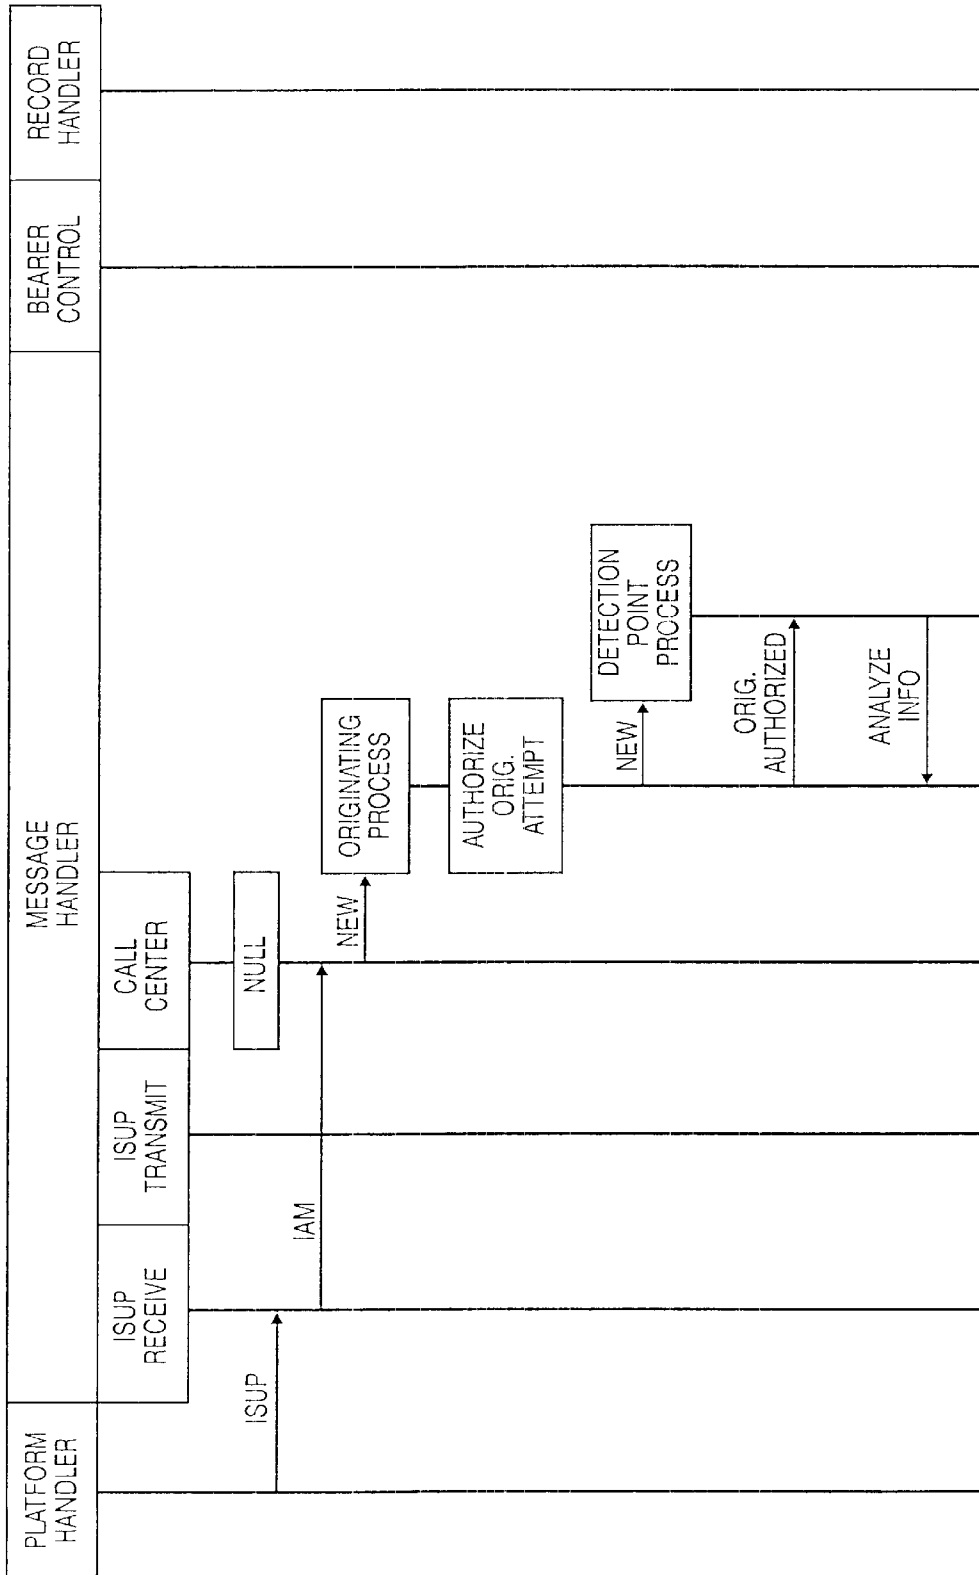 PLATFORM
HANDLER
MESSAGE
HANDLER
BEARER
CONTROL
RECORD
HANDLER
ISUP
RECEIVE
ISUP
TRANSMIT
CALL
CENTER
NULL
ISUP
IAM
NEW
ORIGINATING
PROCESS
AUTHORIZE
ORIG.
ATTEMPT
NEW
DETECTION
POINT
PROCESS
ORIG.
AUTHORIZED
ANALYZE
INFO